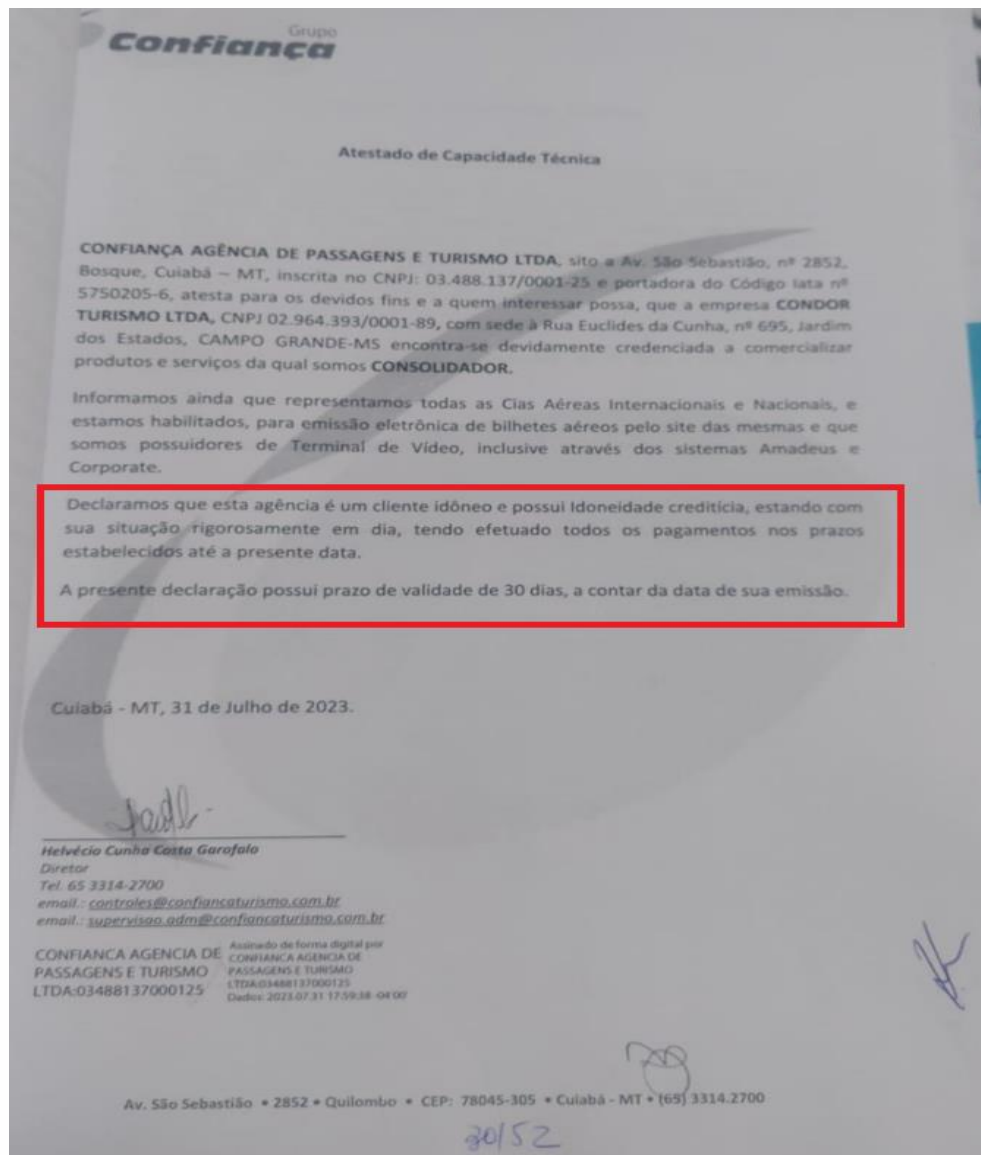 Grupo
Confiança
Atestado de Capacidade Técnica
CONFIANÇA AGÊNCIA DE PASSAGENS E TURISMO LTDA, sito a Av. São Sebastião, nº 2852,
Bosque, Cuiabá – MT, inscrita no CNPJ: 03.488.137/0001-25 e portadora do Código Iata nº
5750205-6, atesta para os devidos fins e a quem interessar possa, que a empresa CONDOR
TURISMO LTDA, CNPJ 02.964.393/0001-89, com sede à Rua Euclides da Cunha, nº 695, Jardim
dos Estados, CAMPO GRANDE-MS encontra-se devidamente credenciada a comercializar
produtos e serviços da qual somos CONSOLIDADOR.
Informamos ainda que representamos todas as Cias Aéreas Internacionais e Nacionais, e
estamos habilitados, para emissão eletrônica de bilhetes aéreos pelo site das mesmas e que
somos possuidores de Terminal de Vídeo, inclusive através dos sistemas Amadeus e
Corporate.
Declaramos que esta agência é um cliente idôneo e possui Idoneidade creditícia, estando com
sua situação rigorosamente em dia, tendo efetuado todos os pagamentos nos prazos
estabelecidos até a presente data.
A presente declaração possui prazo de validade de 30 dias, a contar da data de sua emissão.
Cuiabá - MT, 31 de Julho de 2023.
Helvécio Cunha Costa Garofalo
Diretor
Tel. 65 3314-2700
email.: controles@confiancaturismo.com.br
email.: supervisao.adm@confiancaturismo.com.br
CONFIANCA AGENCIA DE
PASSAGENS E TURISMO
LTDA:03488137000125
Assinado de forma digital por
CONFIANCA AGENCIA DE
PASSAGENS E TURISMO
LTDA:03488137000125
Dados: 2023.07.31 17:59:38 -04'00'
Av. São Sebastião • 2852 • Quilombo • CEP: 78045-305 • Cuiabá - MT • (65) 3314.2700
30/52